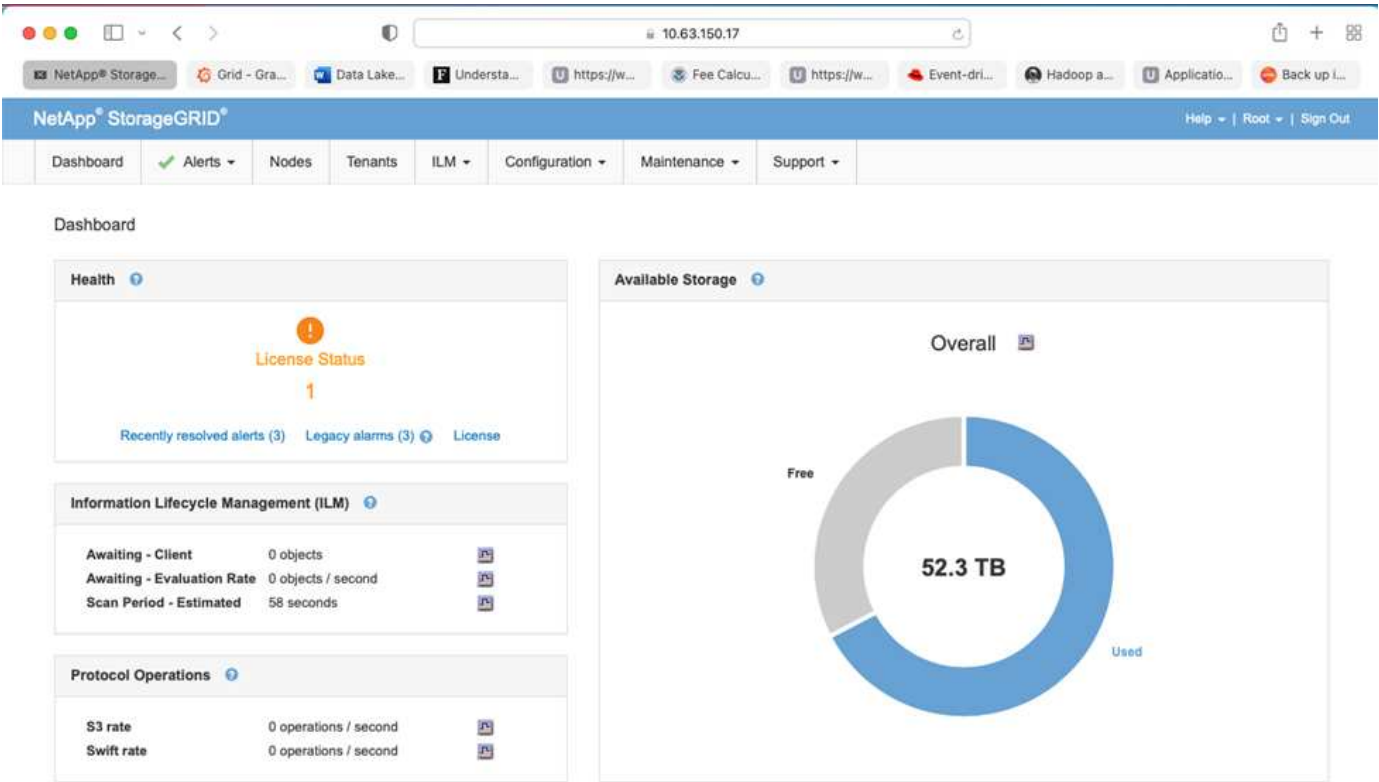 10.63.150.17
NetApp® Storage...
Grid - Gra...
Data Lake...
Understa...
https://w...
Fee Calcu...
https://w...
Event-dri...
Hadoop a...
Applicatio...
Back up i...
NetApp® StorageGRID®
Help | Root | Sign Out
Dashboard Alerts Nodes Tenants ILM Configuration Maintenance Support
Dashboard
Health
License Status
1
Recently resolved alerts (3) Legacy alarms (3) License
Information Lifecycle Management (ILM)
Awaiting - Client 0 objects
Awaiting - Evaluation Rate 0 objects / second
Scan Period - Estimated 58 seconds
Protocol Operations
S3 rate 0 operations / second
Swift rate 0 operations / second
Available Storage
Overall
Free
52.3 TB
Used